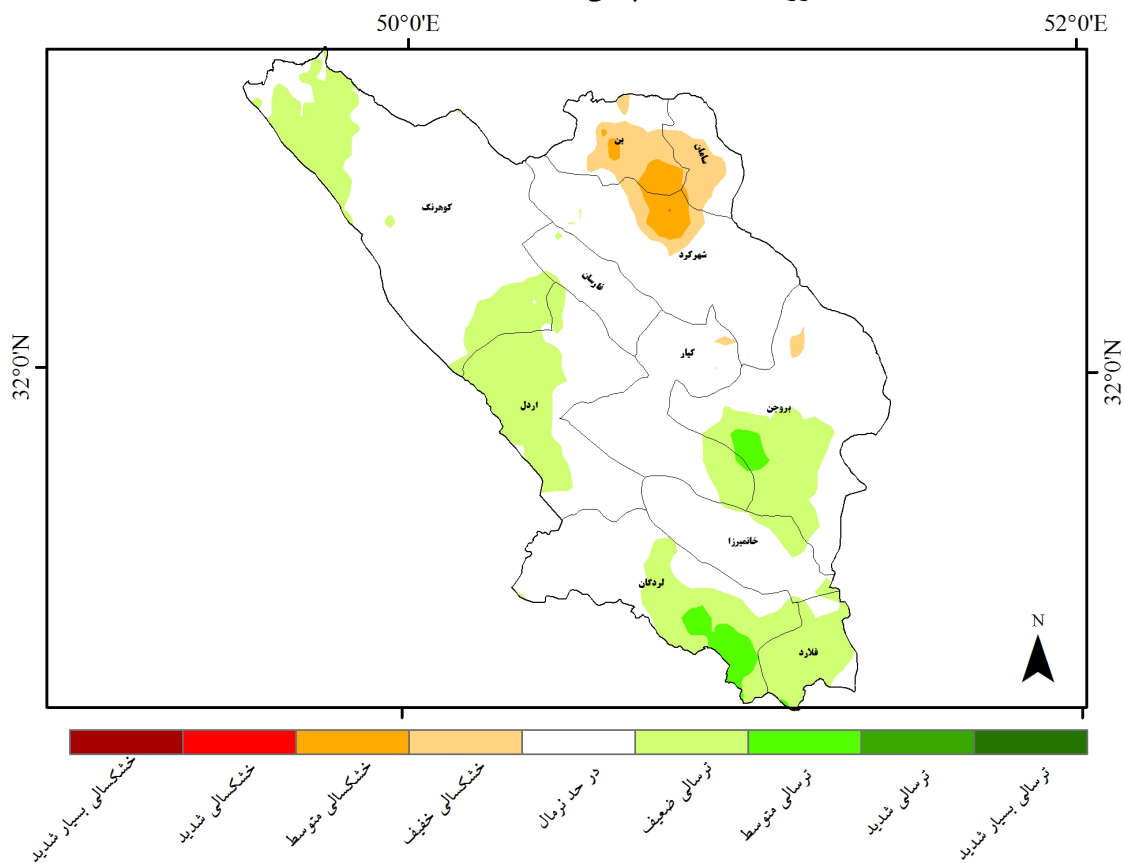 50°0'E
52°0'E
بن
سامان
کوهرنگ
شهرکرد
فارسان
32°0'N
32°0'N
کیار
اردل
بروجن
خانمیرزا
لردگان
فلارد
N
خشکسالی بسیار شدید
خشکسالی شدید
خشکسالی متوسط
خشکسالی خفیف
در حد نرمال
ترسالی ضعیف
ترسالی متوسط
ترسالی شدید
ترسالی بسیار شدید